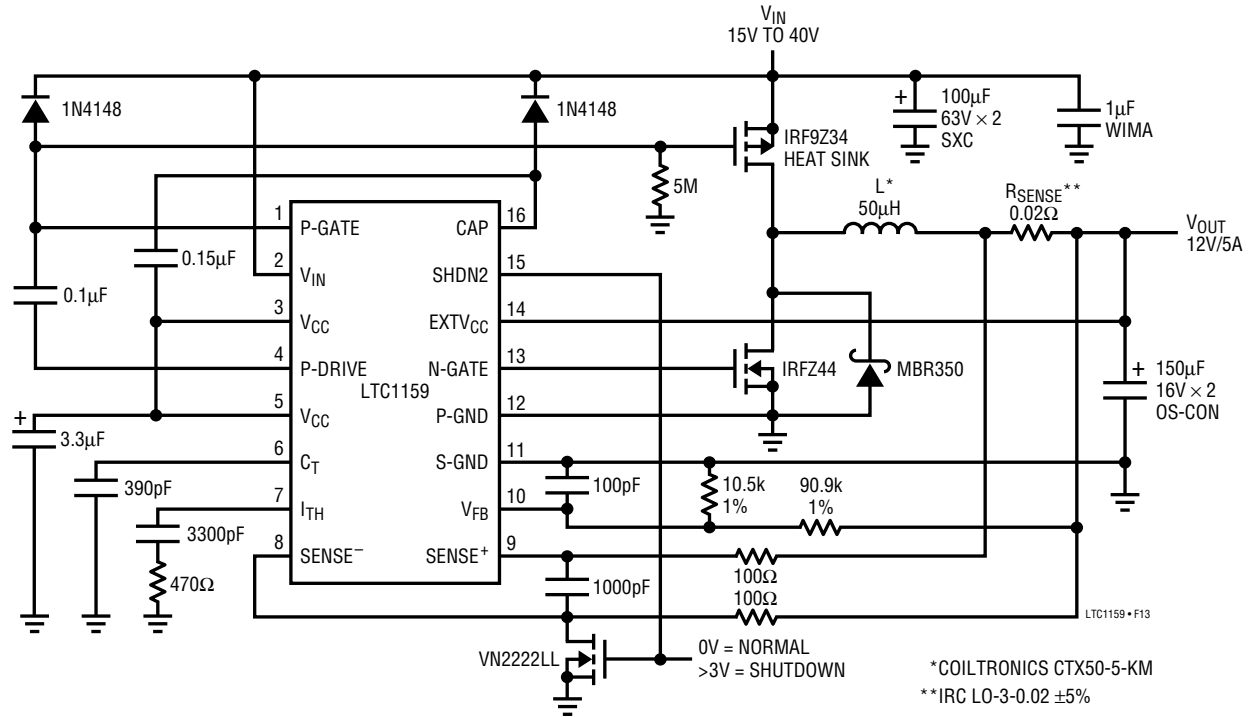 V_IN
15V TO 40V
1N4148
1N4148
100µF
63V × 2
SXC
+
1µF
WIMA
IRF9Z34
HEAT SINK
5M
L*
50µH
R_SENSE**
0.02Ω
V_OUT
12V/5A
0.15µF
0.1µF
1 P-GATE
2 V_IN
3 V_CC
4 P-DRIVE
5 V_CC
6 C_T
7 I_TH
8 SENSE⁻
LTC1159
CAP 16
SHDN2 15
EXTV_CC 14
N-GATE 13
P-GND 12
S-GND 11
V_FB 10
SENSE⁺ 9
IRFZ44
MBR350
+
150µF
16V × 2
OS-CON
+
3.3µF
390pF
3300pF
470Ω
100pF
10.5k
1%
90.9k
1%
1000pF
100Ω
100Ω
LTC1159 • F13
VN2222LL
0V = NORMAL
>3V = SHUTDOWN
*COILTRONICS CTX50-5-KM
**IRC LO-3-0.02 ±5%